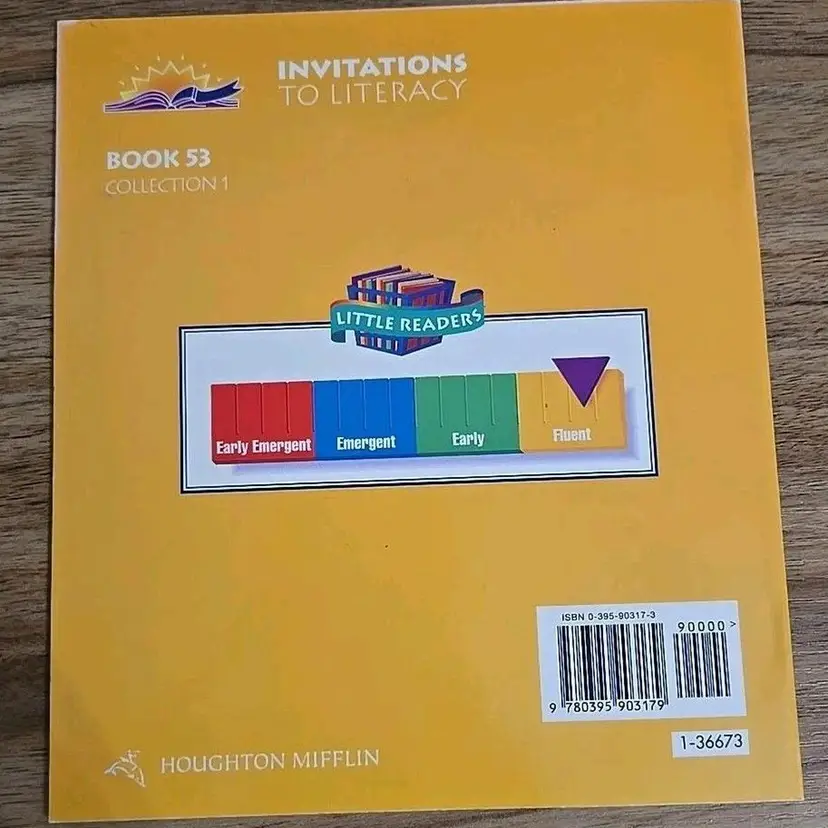 INVITATIONS
TO LITERACY
BOOK 53
COLLECTION 1
LITTLE READERS
Early Emergent
Emergent
Early
Fluent
ISBN 0-395-90317-3
90000>
9 780395 903179
1-36673
HOUGHTON MIFFLIN